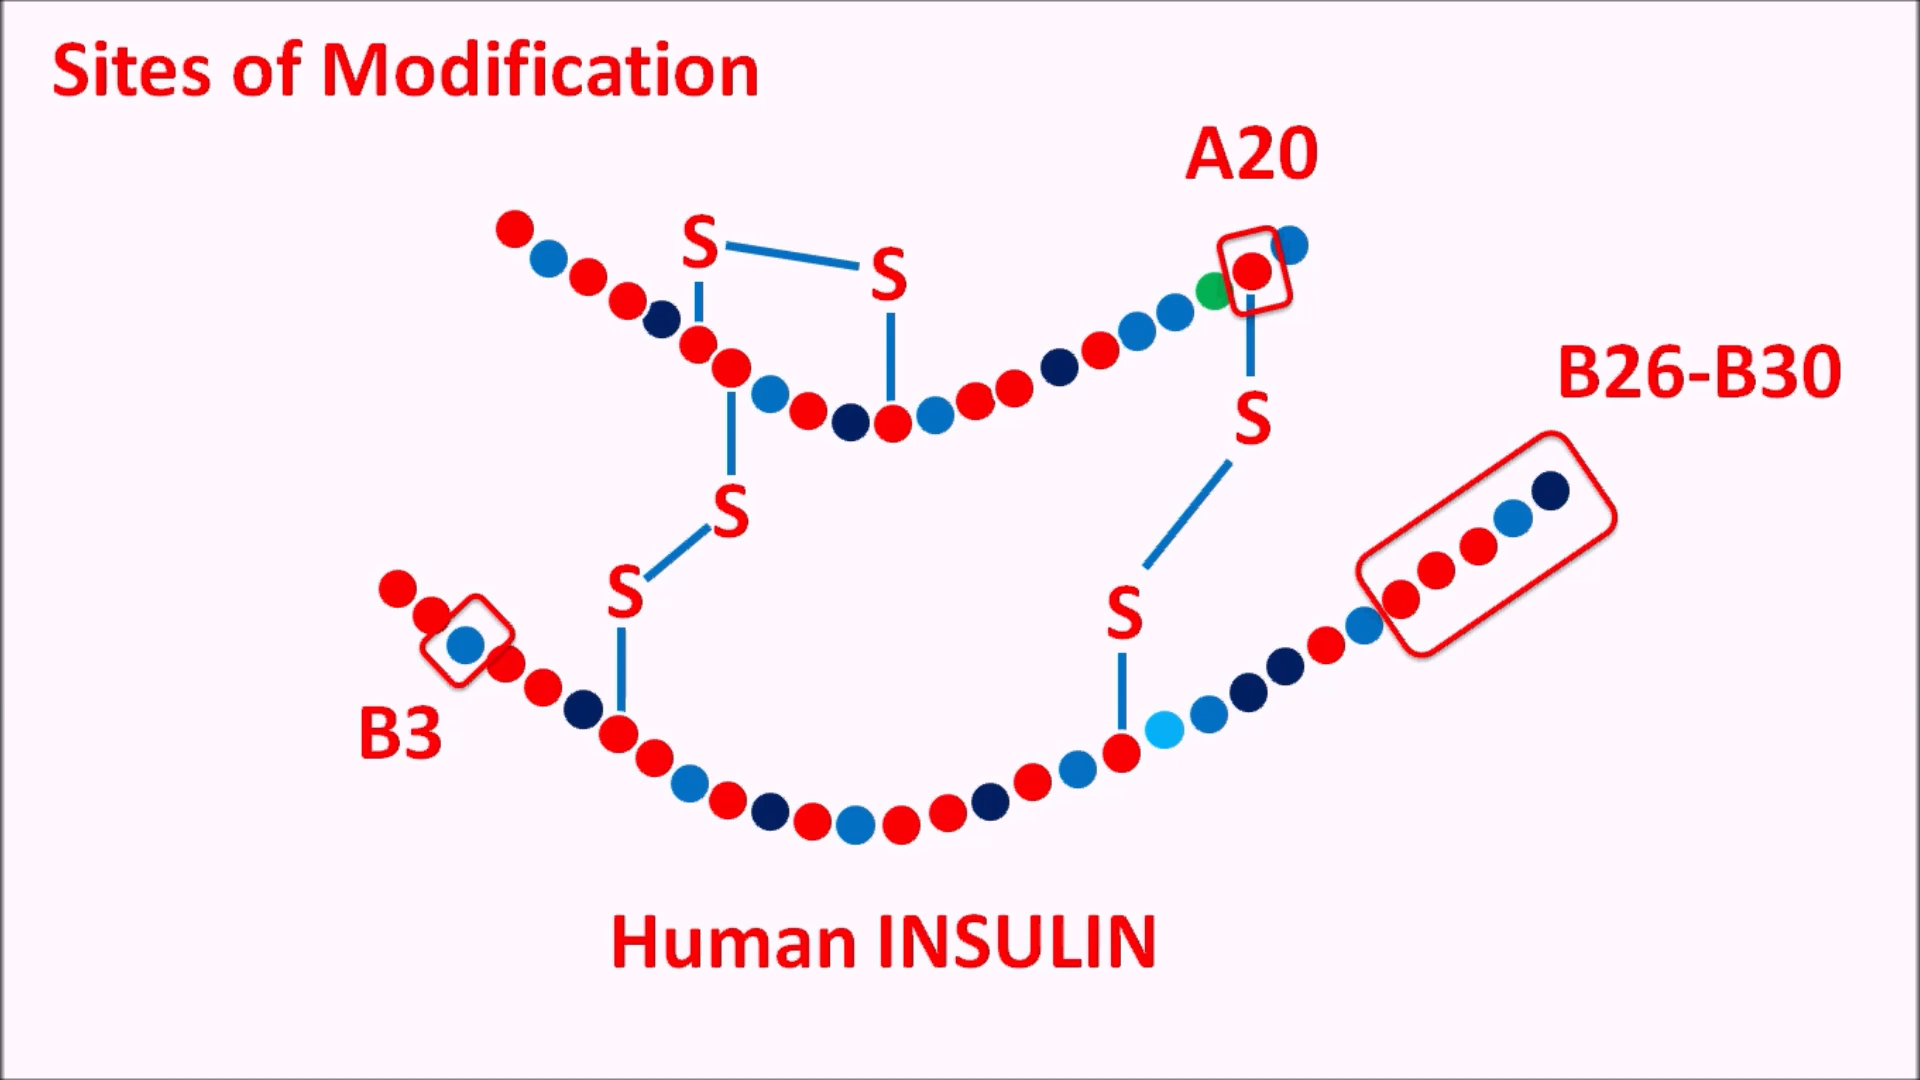 Sites of Modification
A20
S
S
B26-B30
S
S
S
S
B3
Human INSULIN